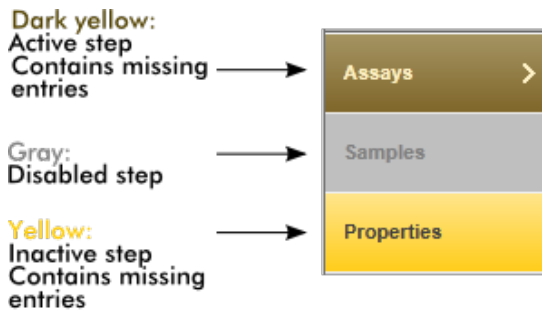 Dark yellow:
Active step
Contains missing
entries
Assays
Gray:
Disabled step
Samples
Yellow:
Inactive step
Contains missing
entries
Properties